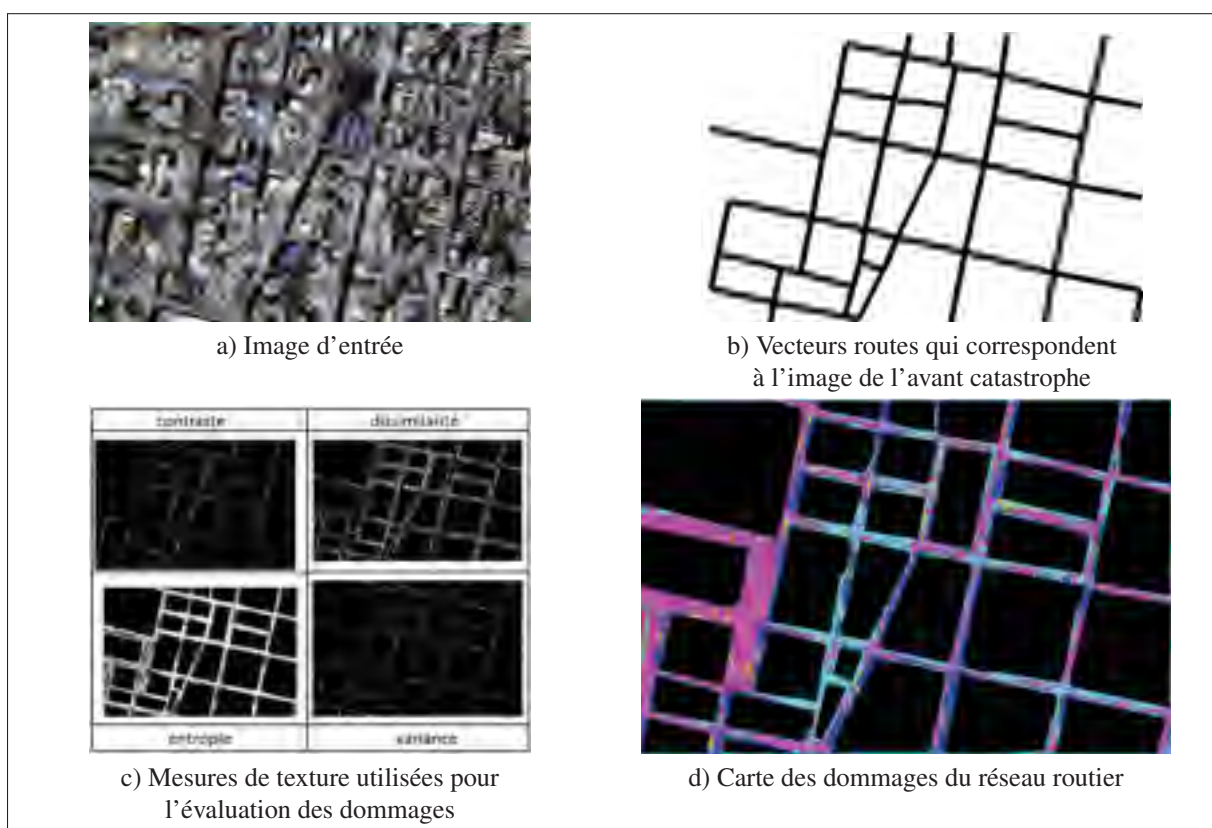 a) Image d'entrée
b) Vecteurs routes qui correspondent
à l'image de l'avant catastrophe
contraste
dissimilarité
entropie
variance
c) Mesures de texture utilisées pour
l'évaluation des dommages
d) Carte des dommages du réseau routier